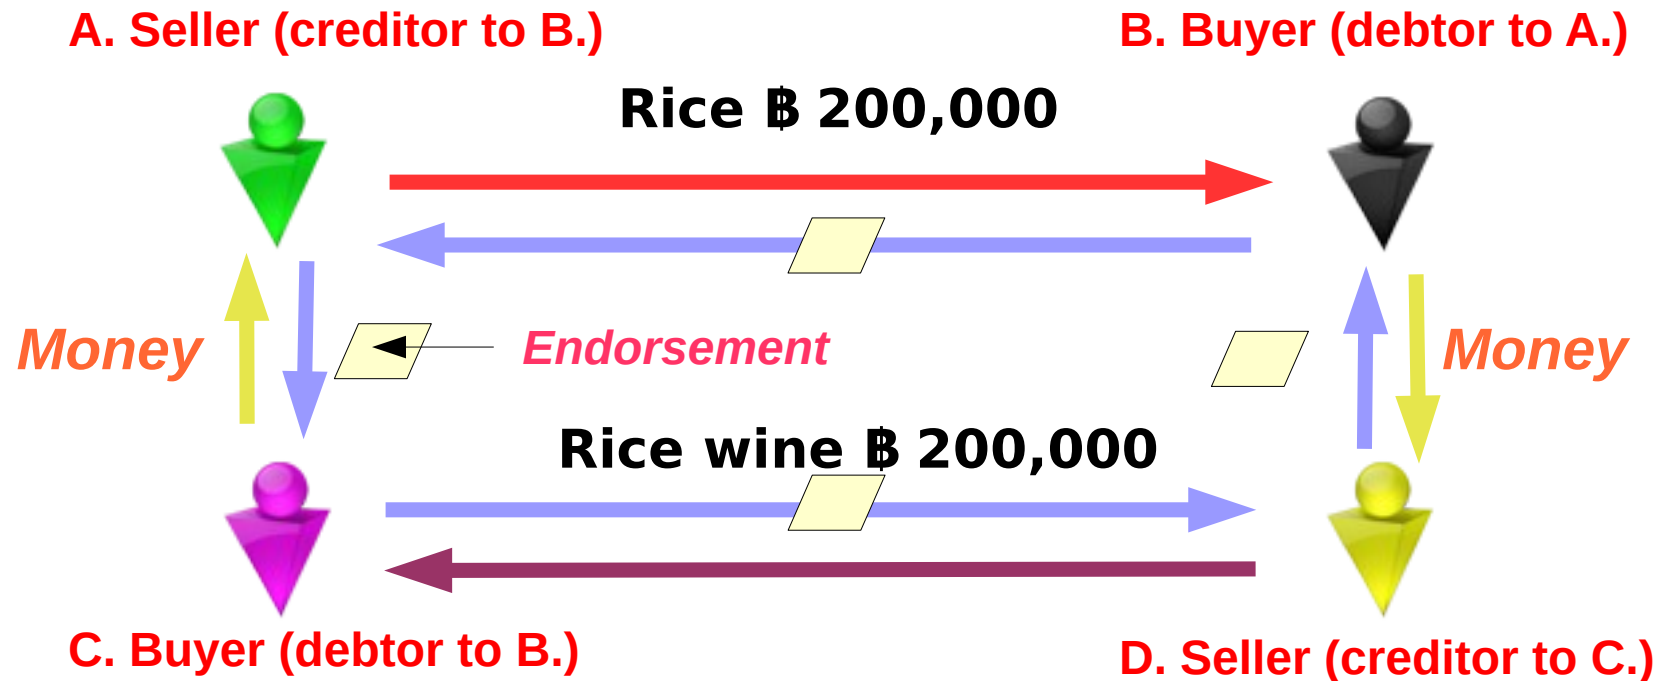 A. Seller (creditor to B.)
B. Buyer (debtor to A.)
Rice ฿ 200,000
Money
Endorsement
Money
Rice wine ฿ 200,000
C. Buyer (debtor to B.)
D. Seller (creditor to C.)